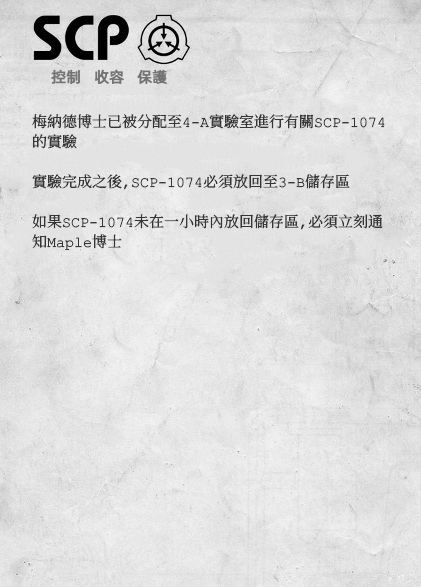 SCP
控制 收容 保護
梅納德博士已被分配至4-A實驗室進行有關SCP-1074
的實驗
實驗完成之後,SCP-1074必須放回至3-B儲存區
如果SCP-1074未在一小時內放回儲存區,必須立刻通
知Maple博士